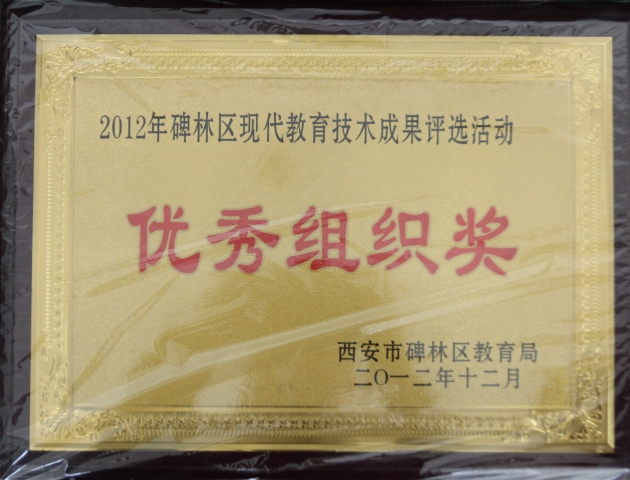 2012年碑林区现代教育技术成果评选活动
优秀组织奖
西安市碑林区教育局
二〇一二年十二月